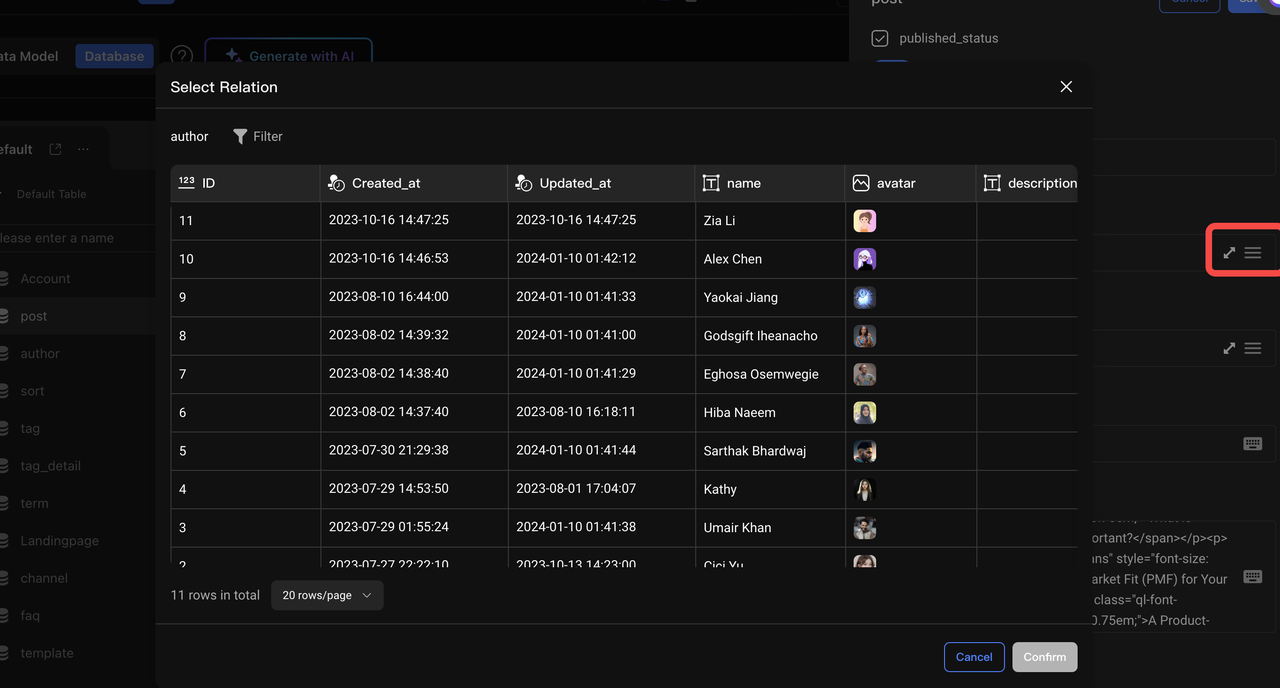 post
published_status
ata Model
Database
?
Generate with AI
Select Relation
efault
author
Filter
Default Table
lease enter a name
Account
post
author
sort
tag
tag_detail
term
Landingpage
channel
faq
template
123 ID Created_at Updated_at name avatar description
11 2023-10-16 14:47:25 2023-10-16 14:47:25 Zia Li
10 2023-10-16 14:46:53 2024-01-10 01:42:12 Alex Chen
9 2023-08-10 16:44:00 2024-01-10 01:41:33 Yaokai Jiang
8 2023-08-02 14:39:32 2024-01-10 01:41:00 Godsgift Iheanacho
7 2023-08-02 14:38:40 2024-01-10 01:41:29 Eghosa Osemwegie
6 2023-08-02 14:37:40 2023-08-10 16:18:11 Hiba Naeem
5 2023-07-30 21:29:38 2024-01-10 01:41:44 Sarthak Bhardwaj
4 2023-07-29 14:53:50 2023-08-01 17:04:07 Kathy
3 2023-07-29 01:55:24 2024-01-10 01:41:38 Umair Khan
2 2023-07-27 22:22:10 2023-10-13 14:23:00 Cici Yu
11 rows in total
20 rows/page
Cancel
Confirm
ortant?</span></p><p>
ns" style="font-size:
arket Fit (PMF) for Your
class="ql-font-
0.75em;">A Product-